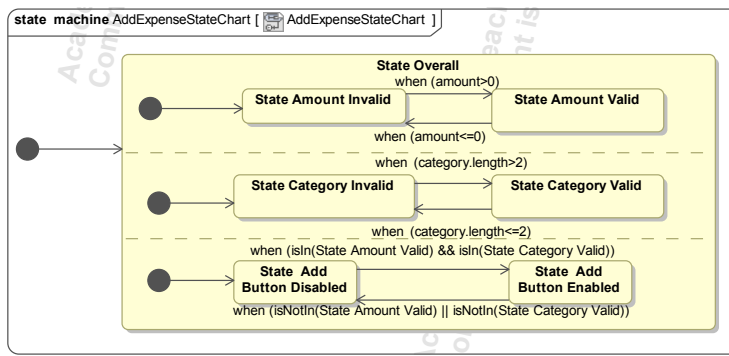 state machine AddExpenseStateChart [ AddExpenseStateChart ]
State Overall
when (amount>0)
State Amount Invalid
State Amount Valid
when (amount<=0)
when (category.length>2)
State Category Invalid
State Category Valid
when (category.length<=2)
when (isIn(State Amount Valid) && isIn(State Category Valid))
State Add
Button Disabled
State Add
Button Enabled
when (isNotIn(State Amount Valid) || isNotIn(State Category Valid))